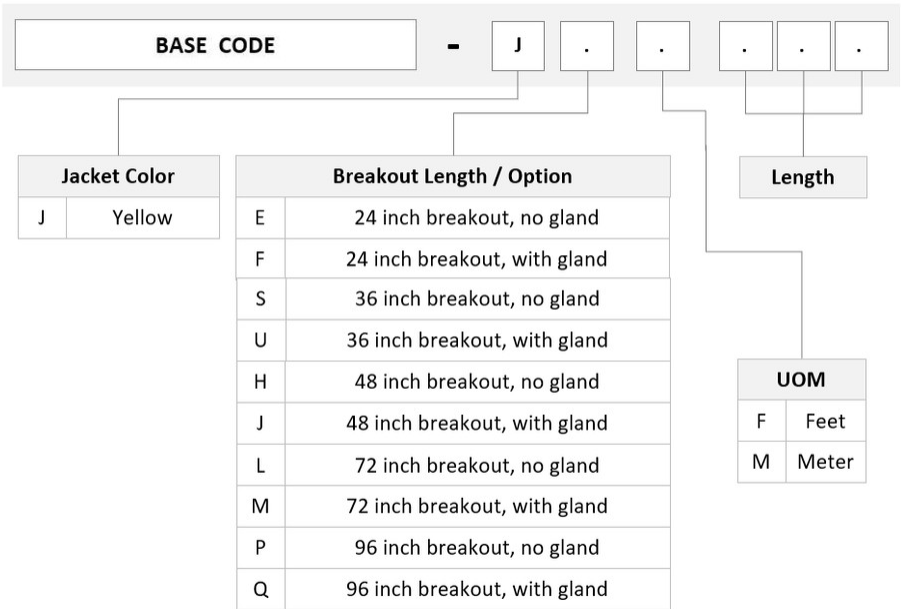 BASE CODE - J . . . . .
Jacket Color
J Yellow
Breakout Length / Option
E 24 inch breakout, no gland
F 24 inch breakout, with gland
S 36 inch breakout, no gland
U 36 inch breakout, with gland
H 48 inch breakout, no gland
J 48 inch breakout, with gland
L 72 inch breakout, no gland
M 72 inch breakout, with gland
P 96 inch breakout, no gland
Q 96 inch breakout, with gland
Length
UOM
F Feet
M Meter